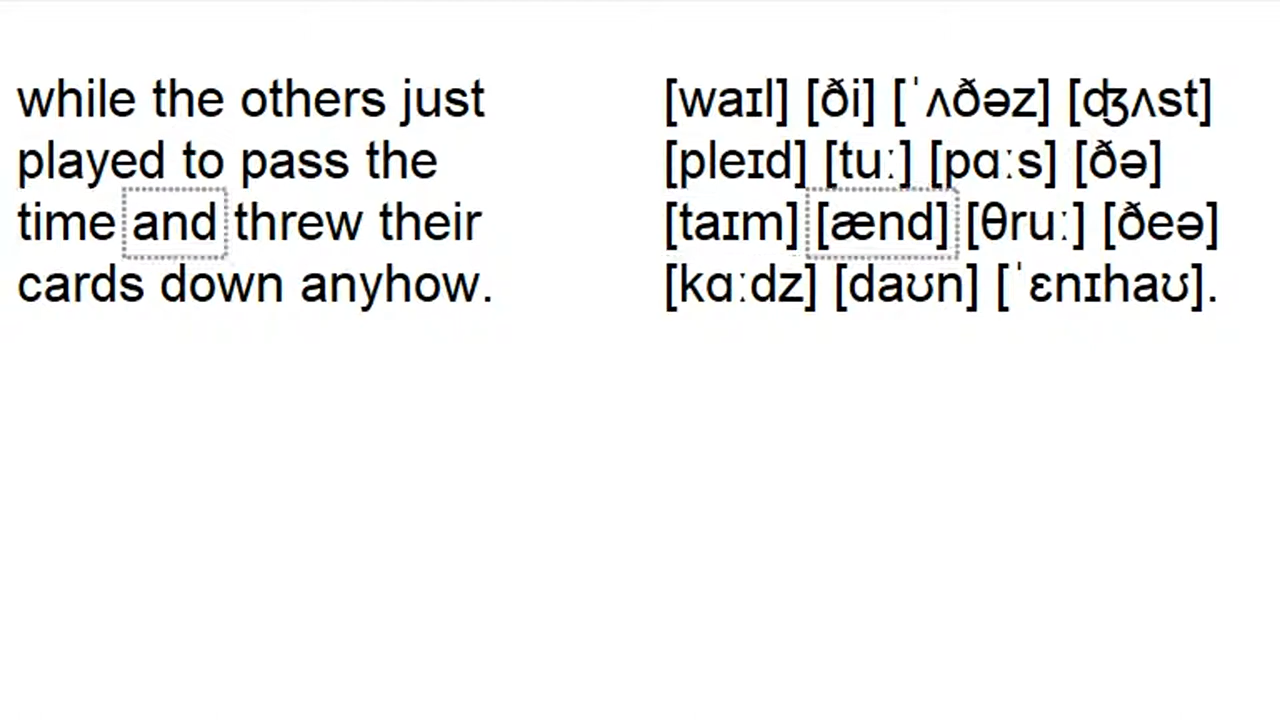 while the others just
played to pass the
time and threw their
cards down anyhow.
[waɪl] [ði] [ˈʌðəz] [ʤʌst]
[pleɪd] [tuː] [pɑːs] [ðə]
[taɪm] [ænd] [θruː] [ðeə]
[kɑːdz] [daʊn] [ˈɛnɪhaʊ].